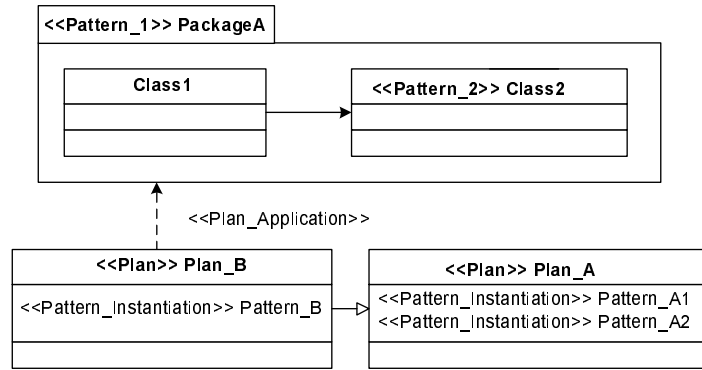 <<Pattern_1>> PackageA
Class1
<<Pattern_2>> Class2
<<Plan_Application>>
<<Plan>> Plan_B
<<Pattern_Instantiation>> Pattern_B
<<Plan>> Plan_A
<<Pattern_Instantiation>> Pattern_A1
<<Pattern_Instantiation>> Pattern_A2